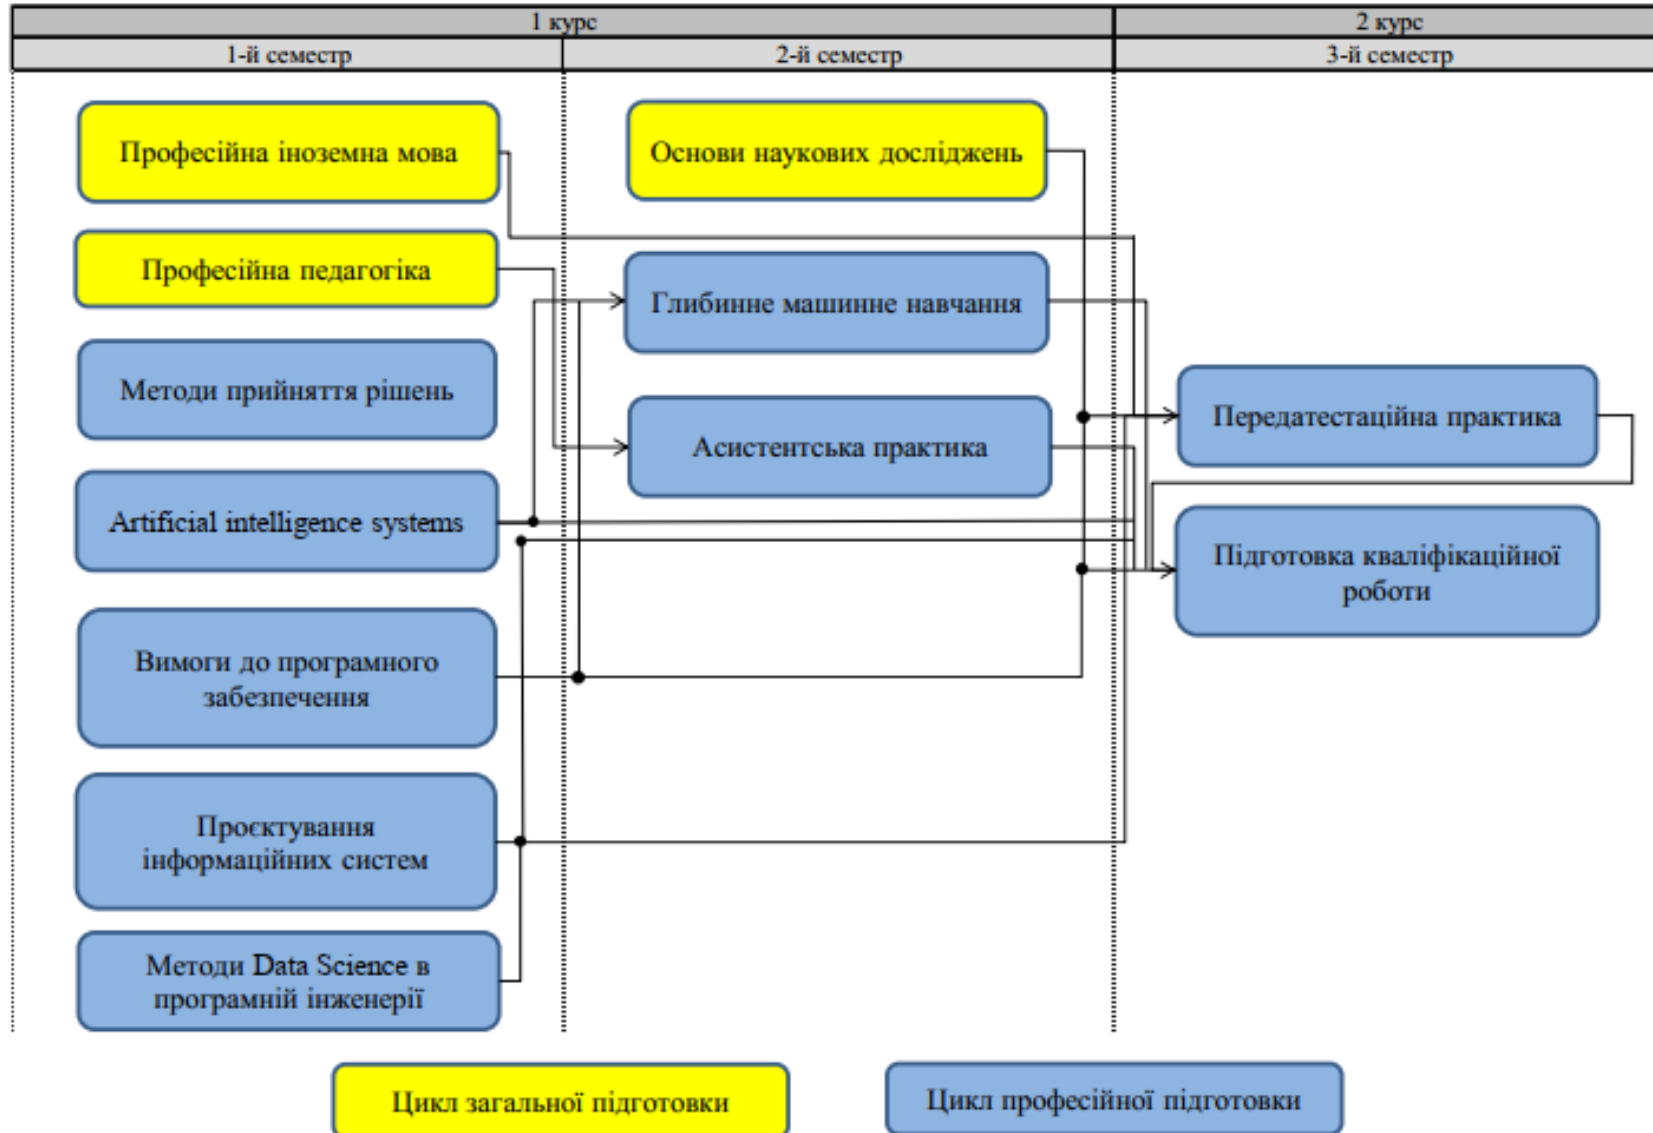 1 курс
2 курс
1-й семестр
2-й семестр
3-й семестр
Професійна іноземна мова
Основи наукових досліджень
Професійна педагогіка
Глибинне машинне навчання
Методи прийняття рішень
Передатестаційна практика
Асистентська практика
Artificial intelligence systems
Підготовка кваліфікаційної
роботи
Вимоги до програмного
забезпечення
Проєктування
інформаційних систем
Методи Data Science в
програмній інженерії
Цикл загальної підготовки
Цикл професійної підготовки